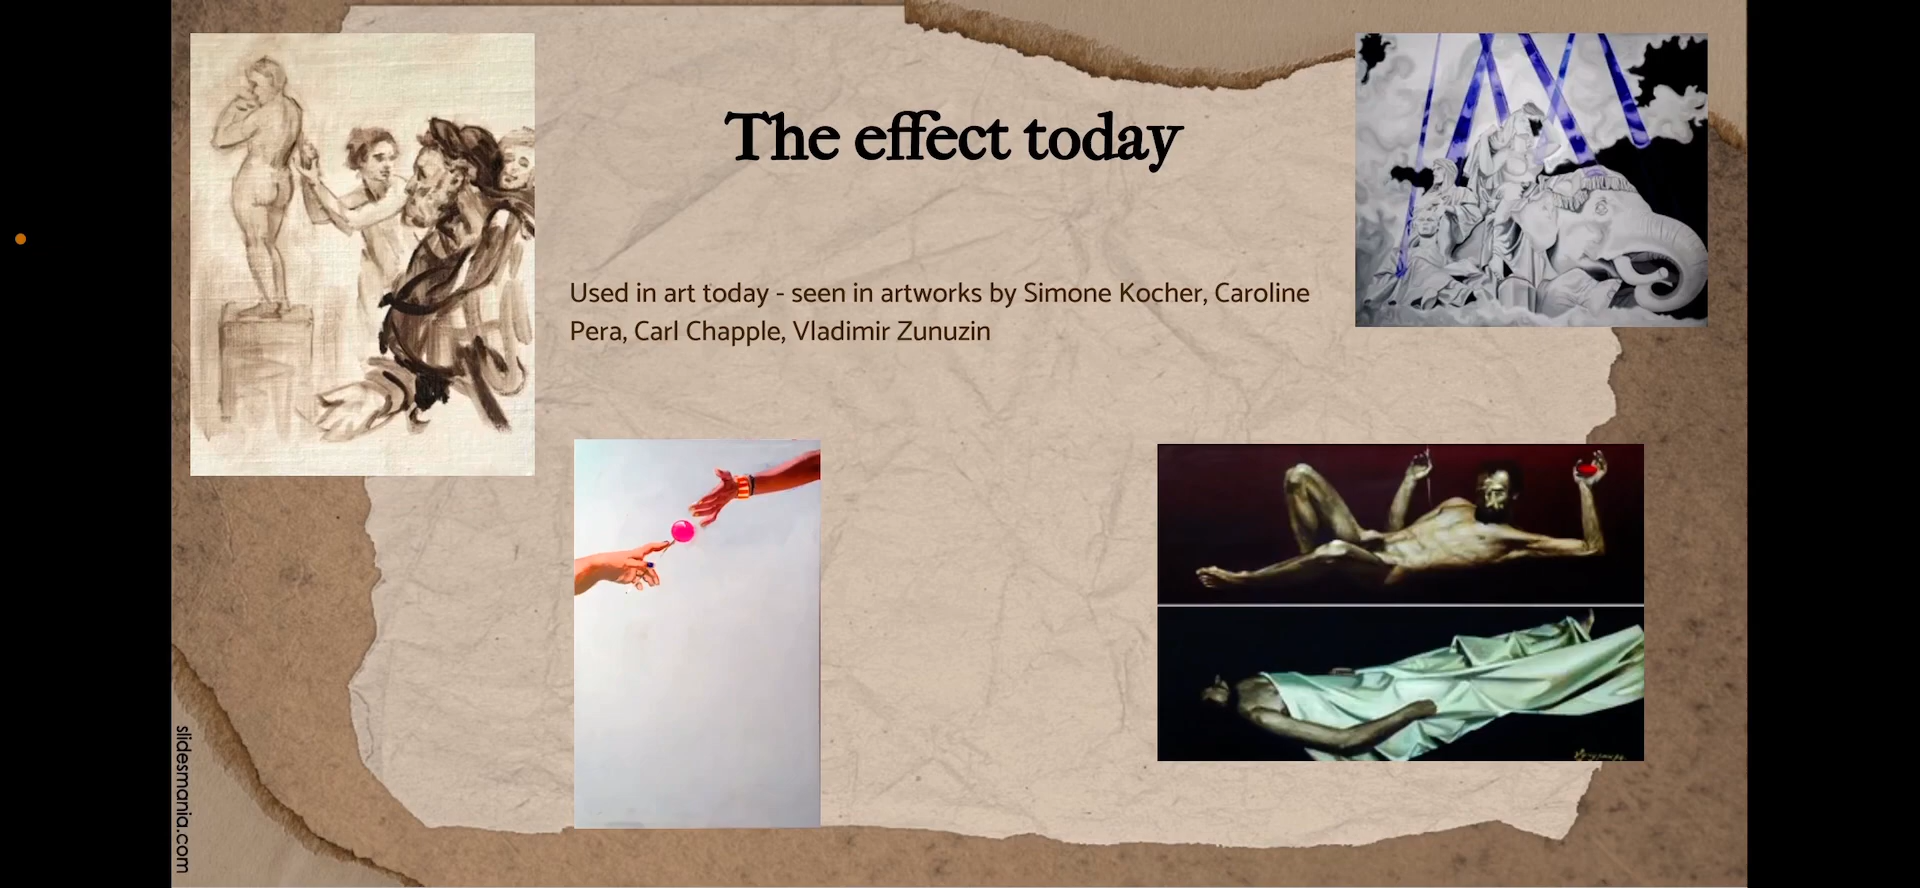 The effect today
Used in art today - seen in artworks by Simone Kocher, Caroline
Pera, Carl Chapple, Vladimir Zunuzin
slidesmania.com